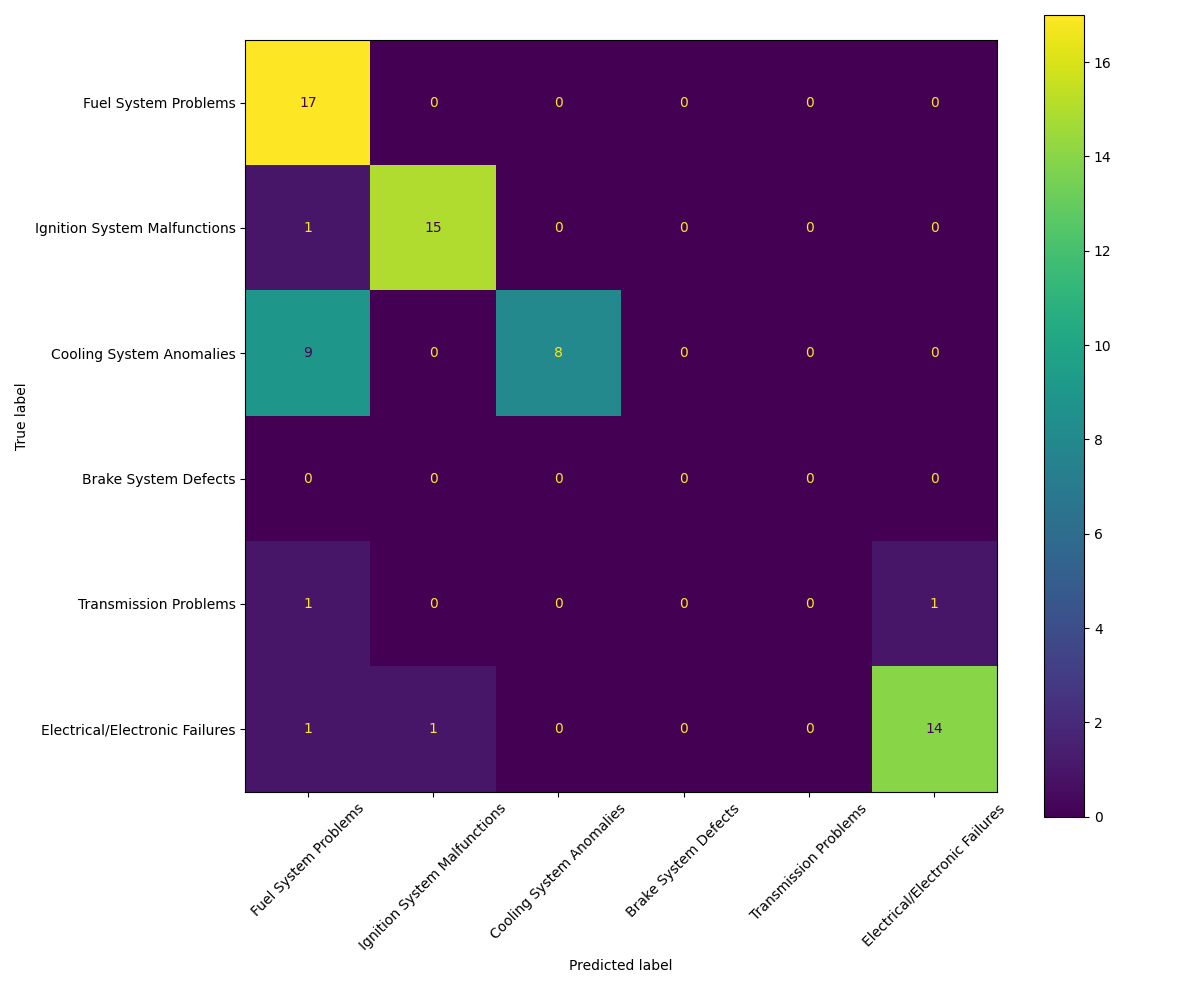 Fuel System Problems 17 0 0 0 0 0
Ignition System Malfunctions 1 15 0 0 0 0
Cooling System Anomalies 9 0 8 0 0 0
Brake System Defects 0 0 0 0 0 0
Transmission Problems 1 0 0 0 0 1
Electrical/Electronic Failures 1 1 0 0 0 14
True label
Fuel System Problems
Ignition System Malfunctions
Cooling System Anomalies
Brake System Defects
Transmission Problems
Electrical/Electronic Failures
Predicted label
16
14
12
10
8
6
4
2
0